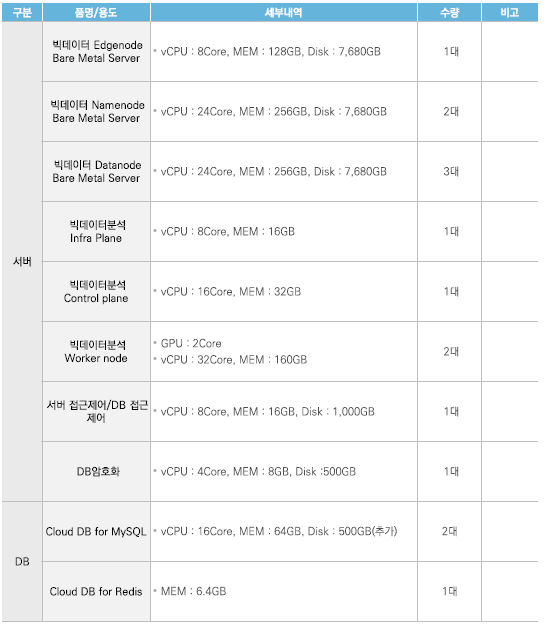 구분 품명/용도 세부내역 수량 비고
서버
빅데이터 Edgenode
Bare Metal Server
• vCPU : 8Core, MEM : 128GB, Disk : 7,680GB
1대
빅데이터 Namenode
Bare Metal Server
• vCPU : 24Core, MEM : 256GB, Disk : 7,680GB
2대
빅데이터 Datanode
Bare Metal Server
• vCPU : 24Core, MEM : 256GB, Disk : 7,680GB
3대
빅데이터분석
Infra Plane
• vCPU : 8Core, MEM : 16GB
1대
빅데이터분석
Control plane
• vCPU : 16Core, MEM : 32GB
1대
빅데이터분석
Worker node
• GPU : 2Core
• vCPU : 32Core, MEM : 160GB
2대
서버 접근제어/DB 접근
제어
• vCPU : 8Core, MEM : 16GB, Disk : 1,000GB
1대
DB암호화
• vCPU : 4Core, MEM : 8GB, Disk :500GB
1대
DB
Cloud DB for MySQL
• vCPU : 16Core, MEM : 64GB, Disk : 500GB(추가)
2대
Cloud DB for Redis
• MEM : 6.4GB
1대